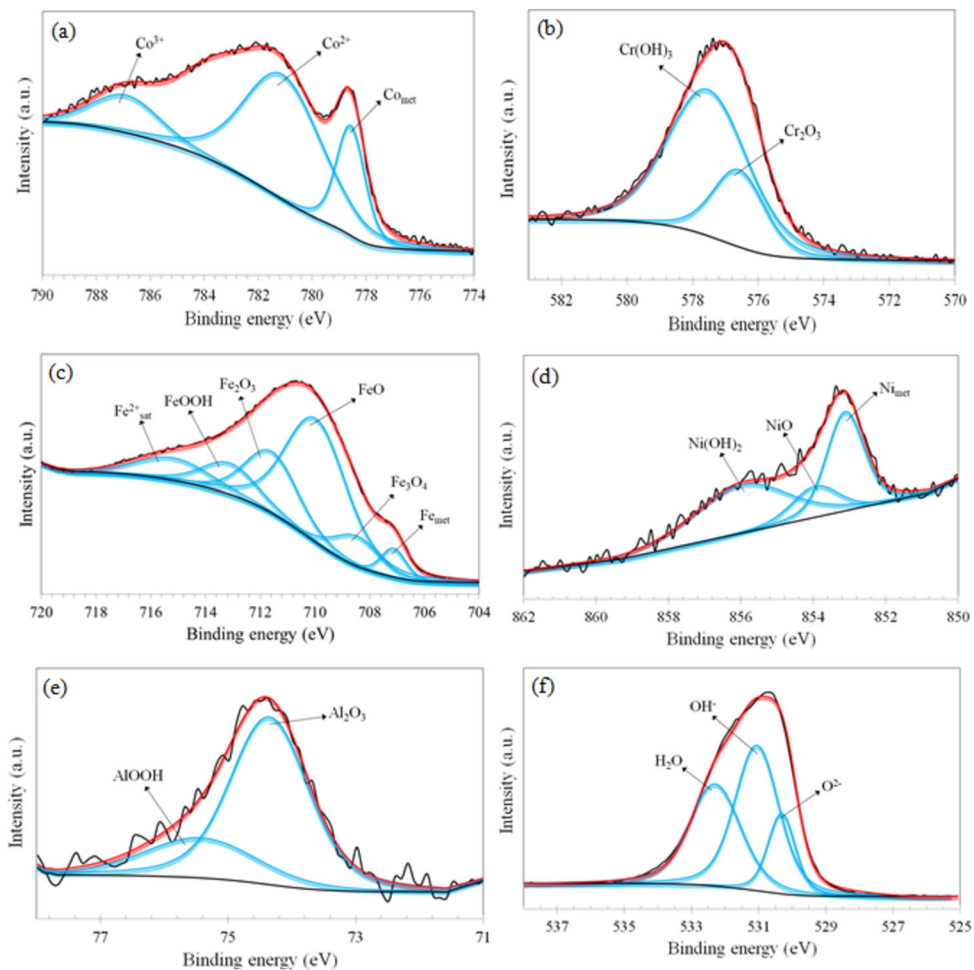 (a)
Co³⁺
Co²⁺
Coₘₑₜ
Intensity (a.u.)
790 788 786 784 782 780 778 776 774
Binding energy (eV)
(b)
Cr(OH)₃
Cr₂O₃
Intensity (a.u.)
582 580 578 576 574 572 570
Binding energy (eV)
(c)
Fe²⁺sat
FeOOH
Fe₂O₃
FeO
Fe₃O₄
Feₘₑₜ
Intensity (a.u.)
720 718 716 714 712 710 708 706 704
Binding energy (eV)
(d)
Ni(OH)₂
NiO
Niₘₑₜ
Intensity (a.u.)
862 860 858 856 854 852 850
Binding energy (eV)
(e)
AlOOH
Al₂O₃
Intensity (a.u.)
77 75 73 71
Binding energy (eV)
(f)
H₂O
OH⁻
O²⁻
Intensity (a.u.)
537 535 533 531 529 527 525
Binding energy (eV)